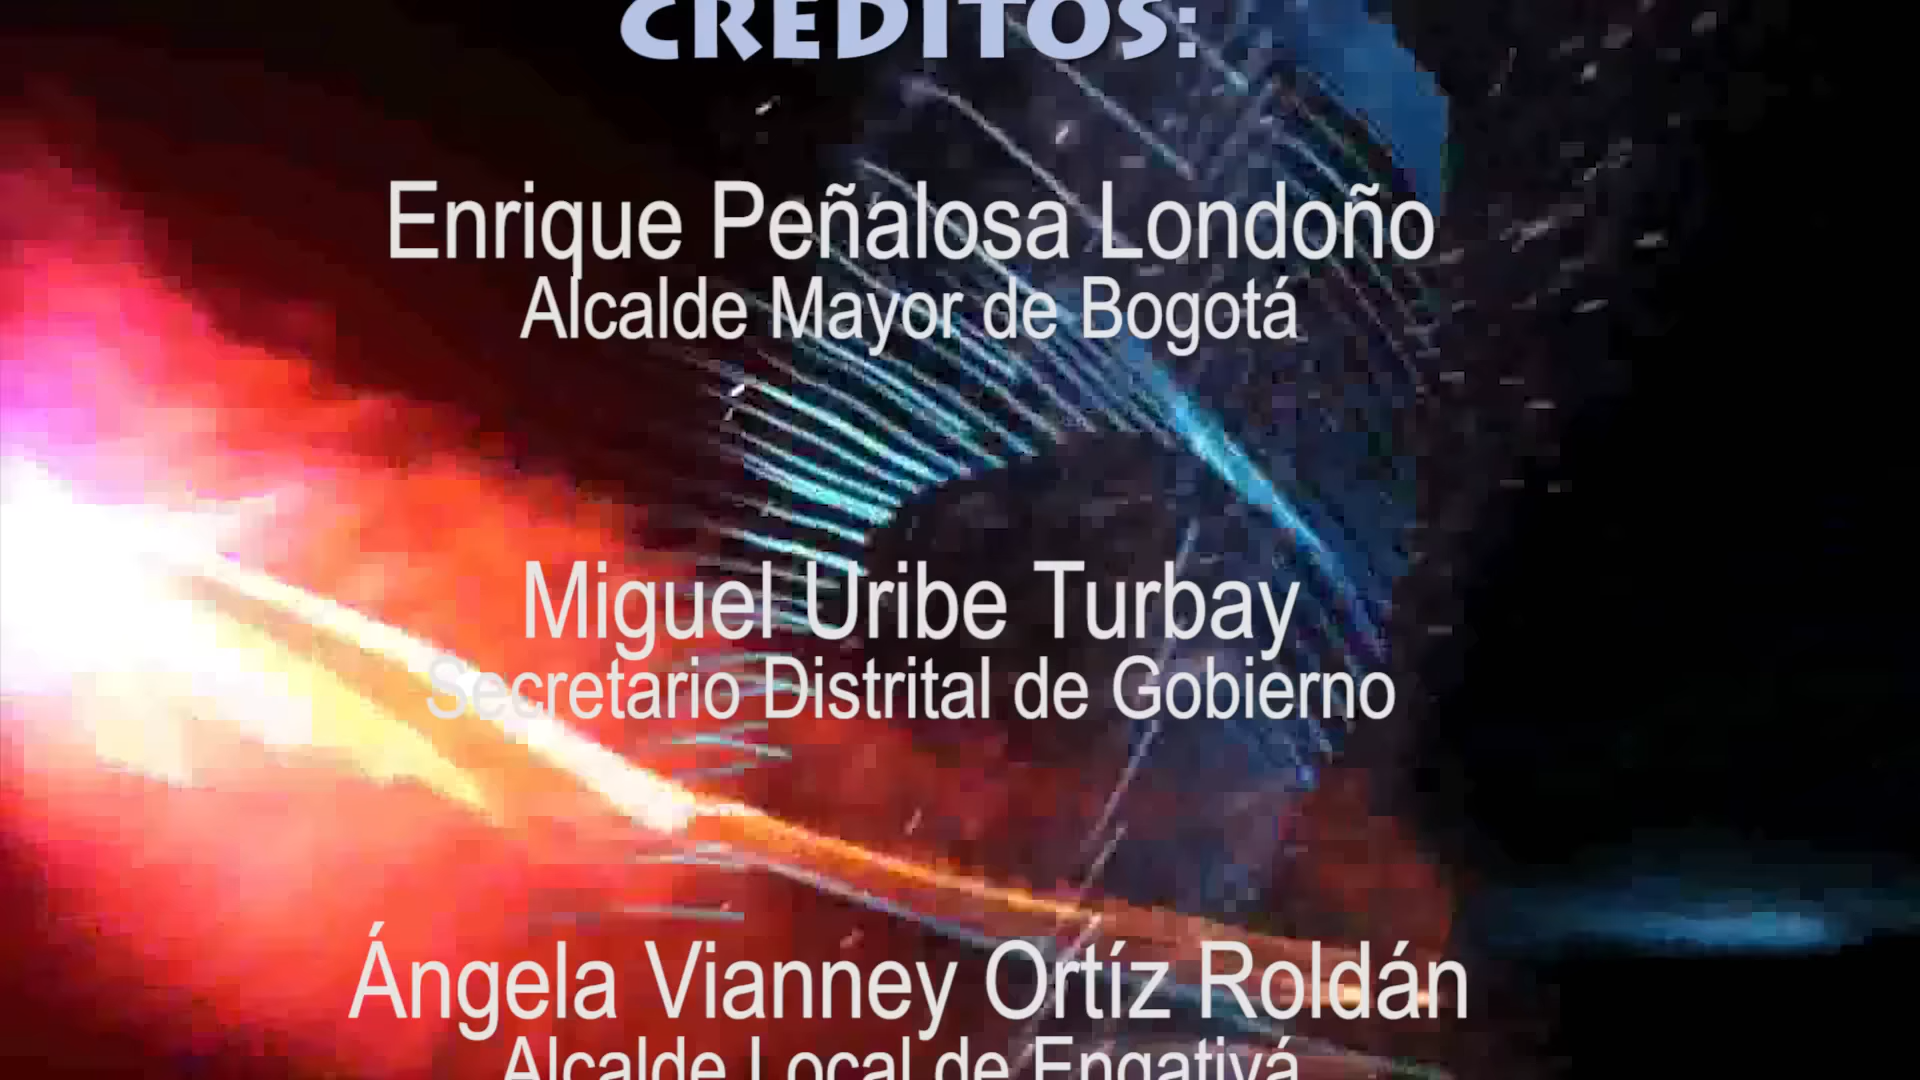 CREDITOS:
Enrique Peñalosa Londoño
Alcalde Mayor de Bogotá
Miguel Uribe Turbay
Secretario Distrital de Gobierno
Ángela Vianney Ortíz Roldán
Alcalde Local de Engativá